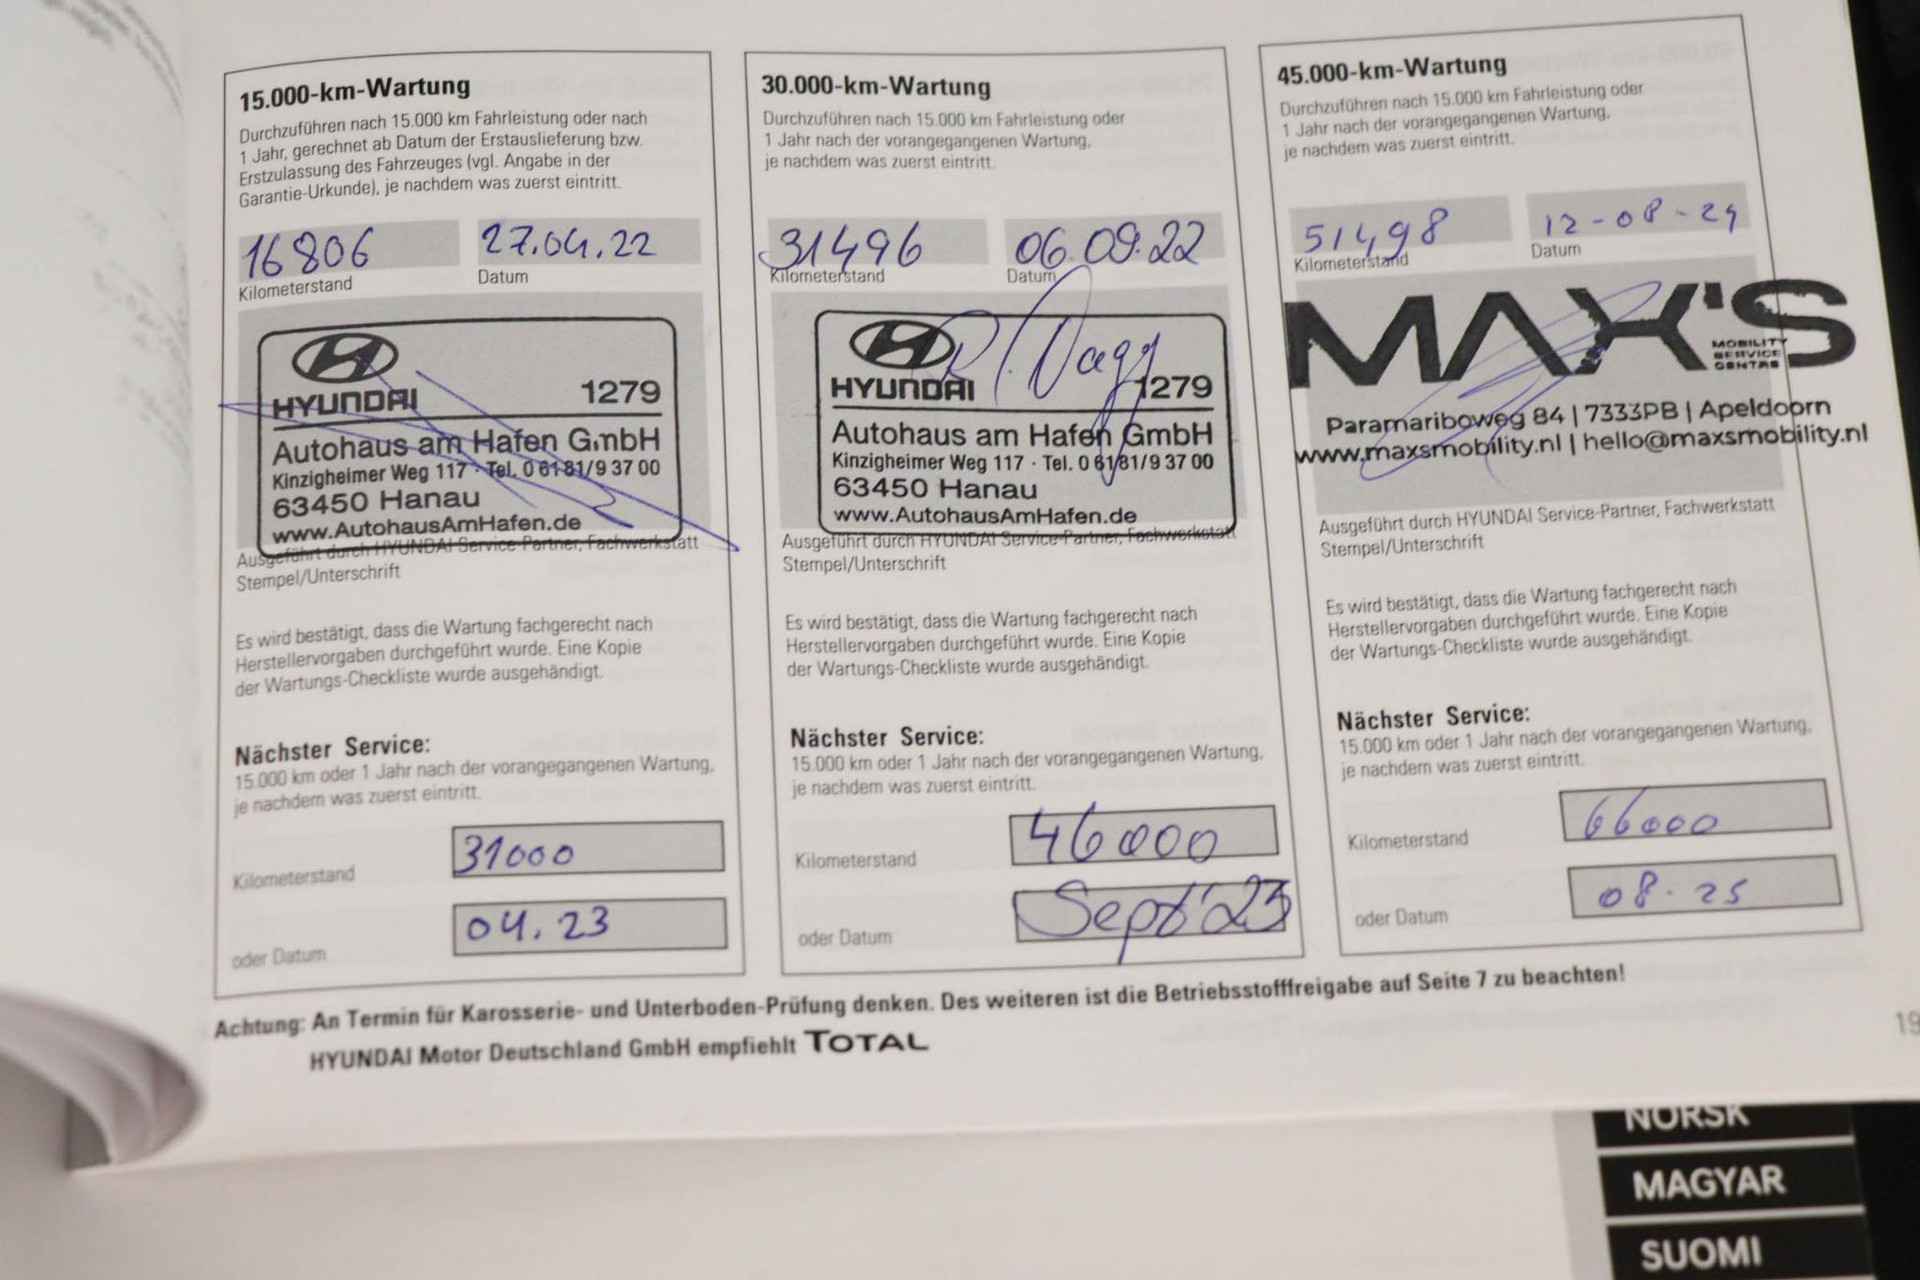 15.000-km-Wartung
Durchzuführen nach 15.000 km Fahrleistung oder nach
1 Jahr, gerechnet ab Datum der Erstauslieferung bzw.
Erstzulassung des Fahrzeuges (vgl. Angabe in der
Garantie-Urkunde), je nachdem was zuerst eintritt.
16806 27.04.22
Kilometerstand Datum
HYUNDAI 1279
Autohaus am Hafen GmbH
Kinzigheimer Weg 117 · Tel. 0 61 81/9 37 00
63450 Hanau
www.AutohausAmHafen.de
Ausgeführt durch HYUNDAI Service-Partner, Fachwerkstatt
Stempel/Unterschrift
Es wird bestätigt, dass die Wartung fachgerecht nach
Herstellervorgaben durchgeführt wurde. Eine Kopie
der Wartungs-Checkliste wurde ausgehändigt.
Nächster Service:
15.000 km oder 1 Jahr nach der vorangegangenen Wartung,
je nachdem was zuerst eintritt.
Kilometerstand 31000
oder Datum 04.23
30.000-km-Wartung
Durchzuführen nach 15.000 km Fahrleistung oder
1 Jahr nach der vorangegangenen Wartung,
je nachdem was zuerst eintritt.
31496 06.09.22
Kilometerstand Datum
HYUNDAI 1279
Autohaus am Hafen GmbH
Kinzigheimer Weg 117 · Tel. 0 61 81/9 37 00
63450 Hanau
www.AutohausAmHafen.de
Ausgeführt durch HYUNDAI Service-Partner, Fachwerkstatt
Stempel/Unterschrift
Es wird bestätigt, dass die Wartung fachgerecht nach
Herstellervorgaben durchgeführt wurde. Eine Kopie
der Wartungs-Checkliste wurde ausgehändigt.
Nächster Service:
15.000 km oder 1 Jahr nach der vorangegangenen Wartung,
je nachdem was zuerst eintritt.
Kilometerstand 46000
oder Datum Sept'23
45.000-km-Wartung
Durchzuführen nach 15.000 km Fahrleistung oder
1 Jahr nach der vorangegangenen Wartung,
je nachdem was zuerst eintritt.
51498 12-08-24
Kilometerstand Datum
MAX'S
MOBILITY
SERVICE
CENTRE
Paramariboweg 84 | 7333PB | Apeldoorn
www.maxsmobility.nl | hello@maxsmobility.nl
Ausgeführt durch HYUNDAI Service-Partner, Fachwerkstatt
Stempel/Unterschrift
Es wird bestätigt, dass die Wartung fachgerecht nach
Herstellervorgaben durchgeführt wurde. Eine Kopie
der Wartungs-Checkliste wurde ausgehändigt.
Nächster Service:
15.000 km oder 1 Jahr nach der vorangegangenen Wartung,
je nachdem was zuerst eintritt.
Kilometerstand 66000
oder Datum 08.25
Achtung: An Termin für Karosserie- und Unterboden-Prüfung denken. Des weiteren ist die Betriebsstofffreigabe auf Seite 7 zu beachten!
HYUNDAI Motor Deutschland GmbH empfiehlt TOTAL
19
NORSK
MAGYAR
SUOMI